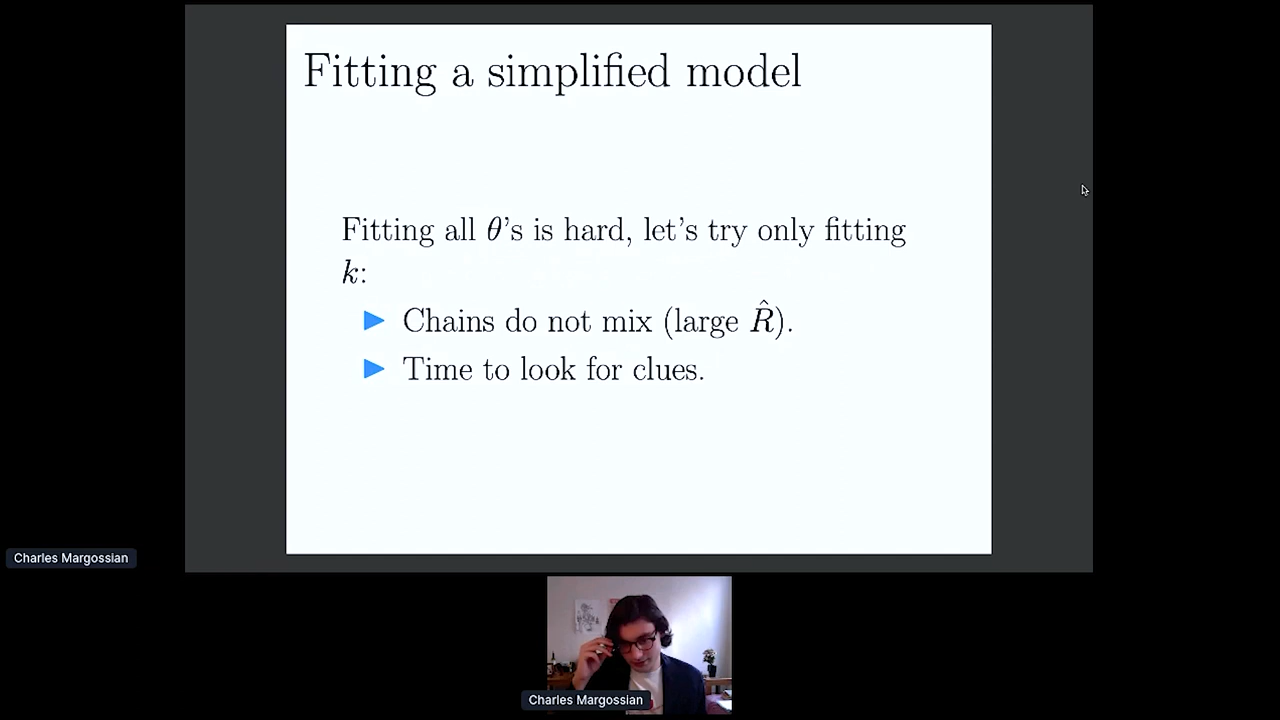 Fitting a simplified model
Fitting all θ's is hard, let's try only fitting
k:
▶ Chains do not mix (large R̂).
▶ Time to look for clues.
Charles Margossian
Charles Margossian